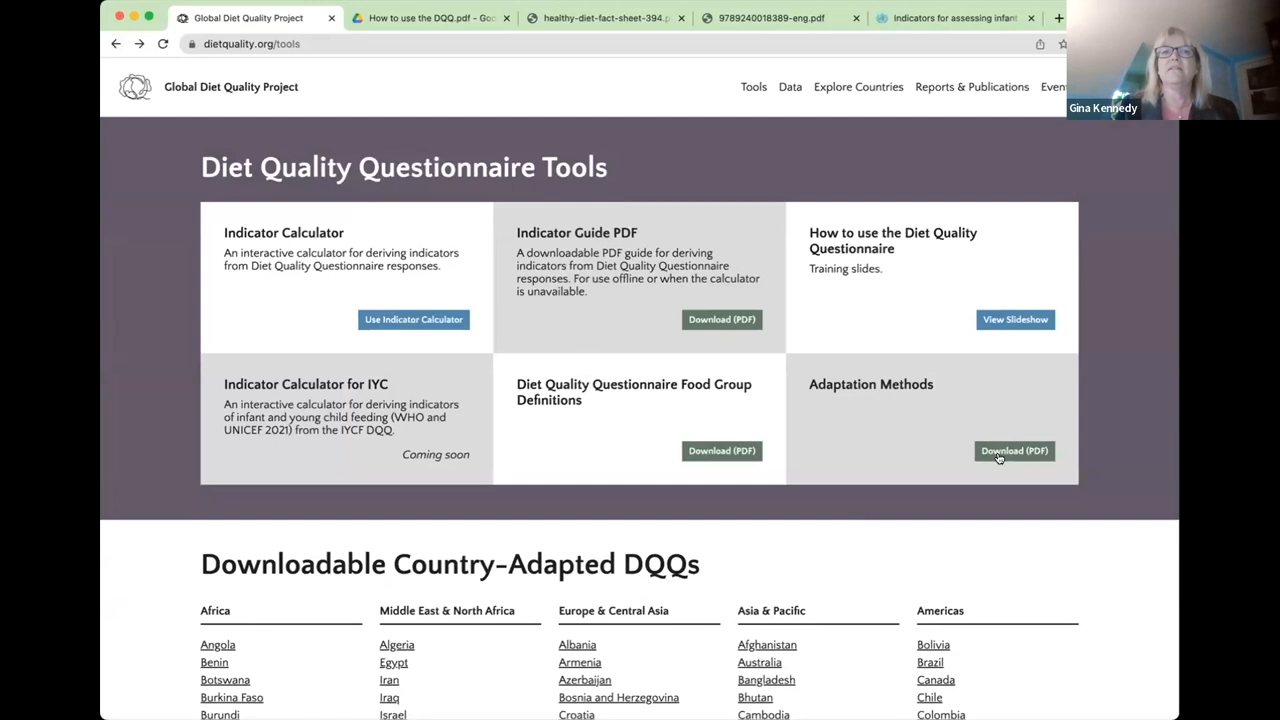 Global Diet Quality Project
How to use the DQQ.pdf - Goo
healthy-diet-fact-sheet-394.p
9789240018389-eng.pdf
Indicators for assessing infant
dietquality.org/tools
Gina Kennedy
Global Diet Quality Project
Tools
Data
Explore Countries
Reports & Publications
Even
Diet Quality Questionnaire Tools
Indicator Calculator
An interactive calculator for deriving indicators
from Diet Quality Questionnaire responses.
Use Indicator Calculator
Indicator Guide PDF
A downloadable PDF guide for deriving
indicators from Diet Quality Questionnaire
responses. For use offline or when the calculator
is unavailable.
Download (PDF)
How to use the Diet Quality
Questionnaire
Training slides.
View Slideshow
Indicator Calculator for IYC
An interactive calculator for deriving indicators
of infant and young child feeding (WHO and
UNICEF 2021) from the IYCF DQQ.
Coming soon
Diet Quality Questionnaire Food Group
Definitions
Download (PDF)
Adaptation Methods
Download (PDF)
Downloadable Country-Adapted DQQs
Africa
Angola
Benin
Botswana
Burkina Faso
Burundi
Middle East & North Africa
Algeria
Egypt
Iran
Iraq
Israel
Europe & Central Asia
Albania
Armenia
Azerbaijan
Bosnia and Herzegovina
Croatia
Asia & Pacific
Afghanistan
Australia
Bangladesh
Bhutan
Cambodia
Americas
Bolivia
Brazil
Canada
Chile
Colombia